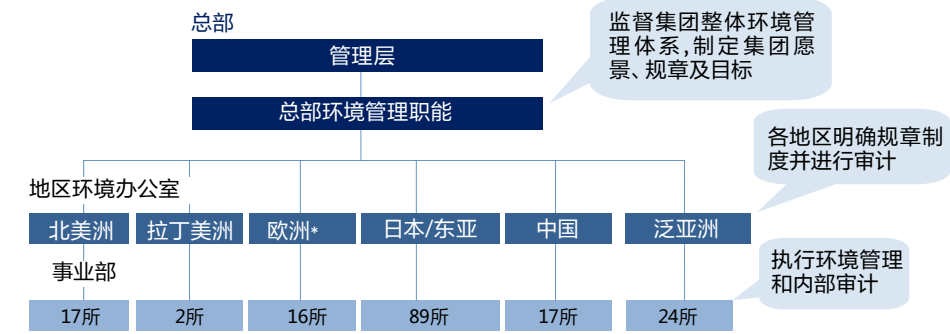 总部
管理层
总部环境管理职能
监督集团整体环境管
理体系,制定集团愿
景、规章及目标
各地区明确规章制
度并进行审计
地区环境办公室
北美洲
拉丁美洲
欧洲*
日本/东亚
中国
泛亚洲
事业部
执行环境管理
和内部审计
17所
2所
16所
89所
17所
24所